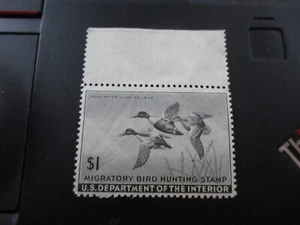 $1
MIGRATORY BIRD HUNTING STAMP
U.S. DEPARTMENT OF THE INTERIOR